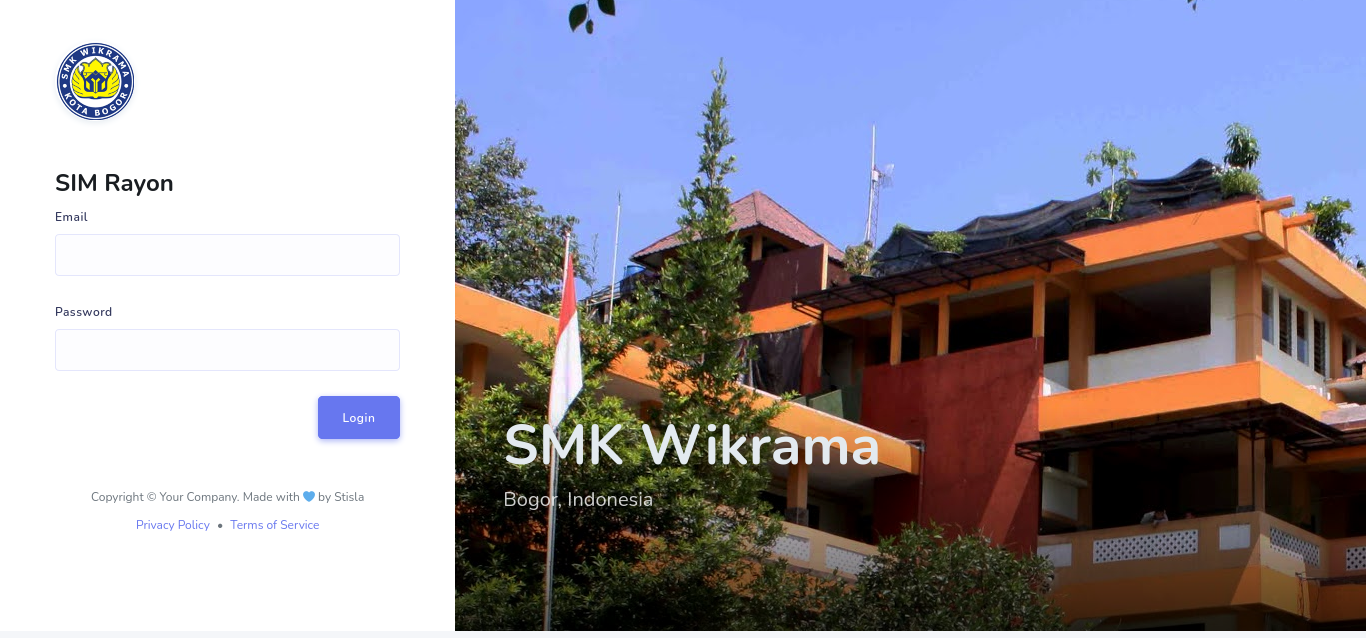 SMK WIKRAMA
KOTA BOGOR
SIM Rayon
Email
Password
Login
Copyright © Your Company. Made with 💙 by Stisla
Privacy Policy • Terms of Service
SMK Wikrama
Bogor, Indonesia